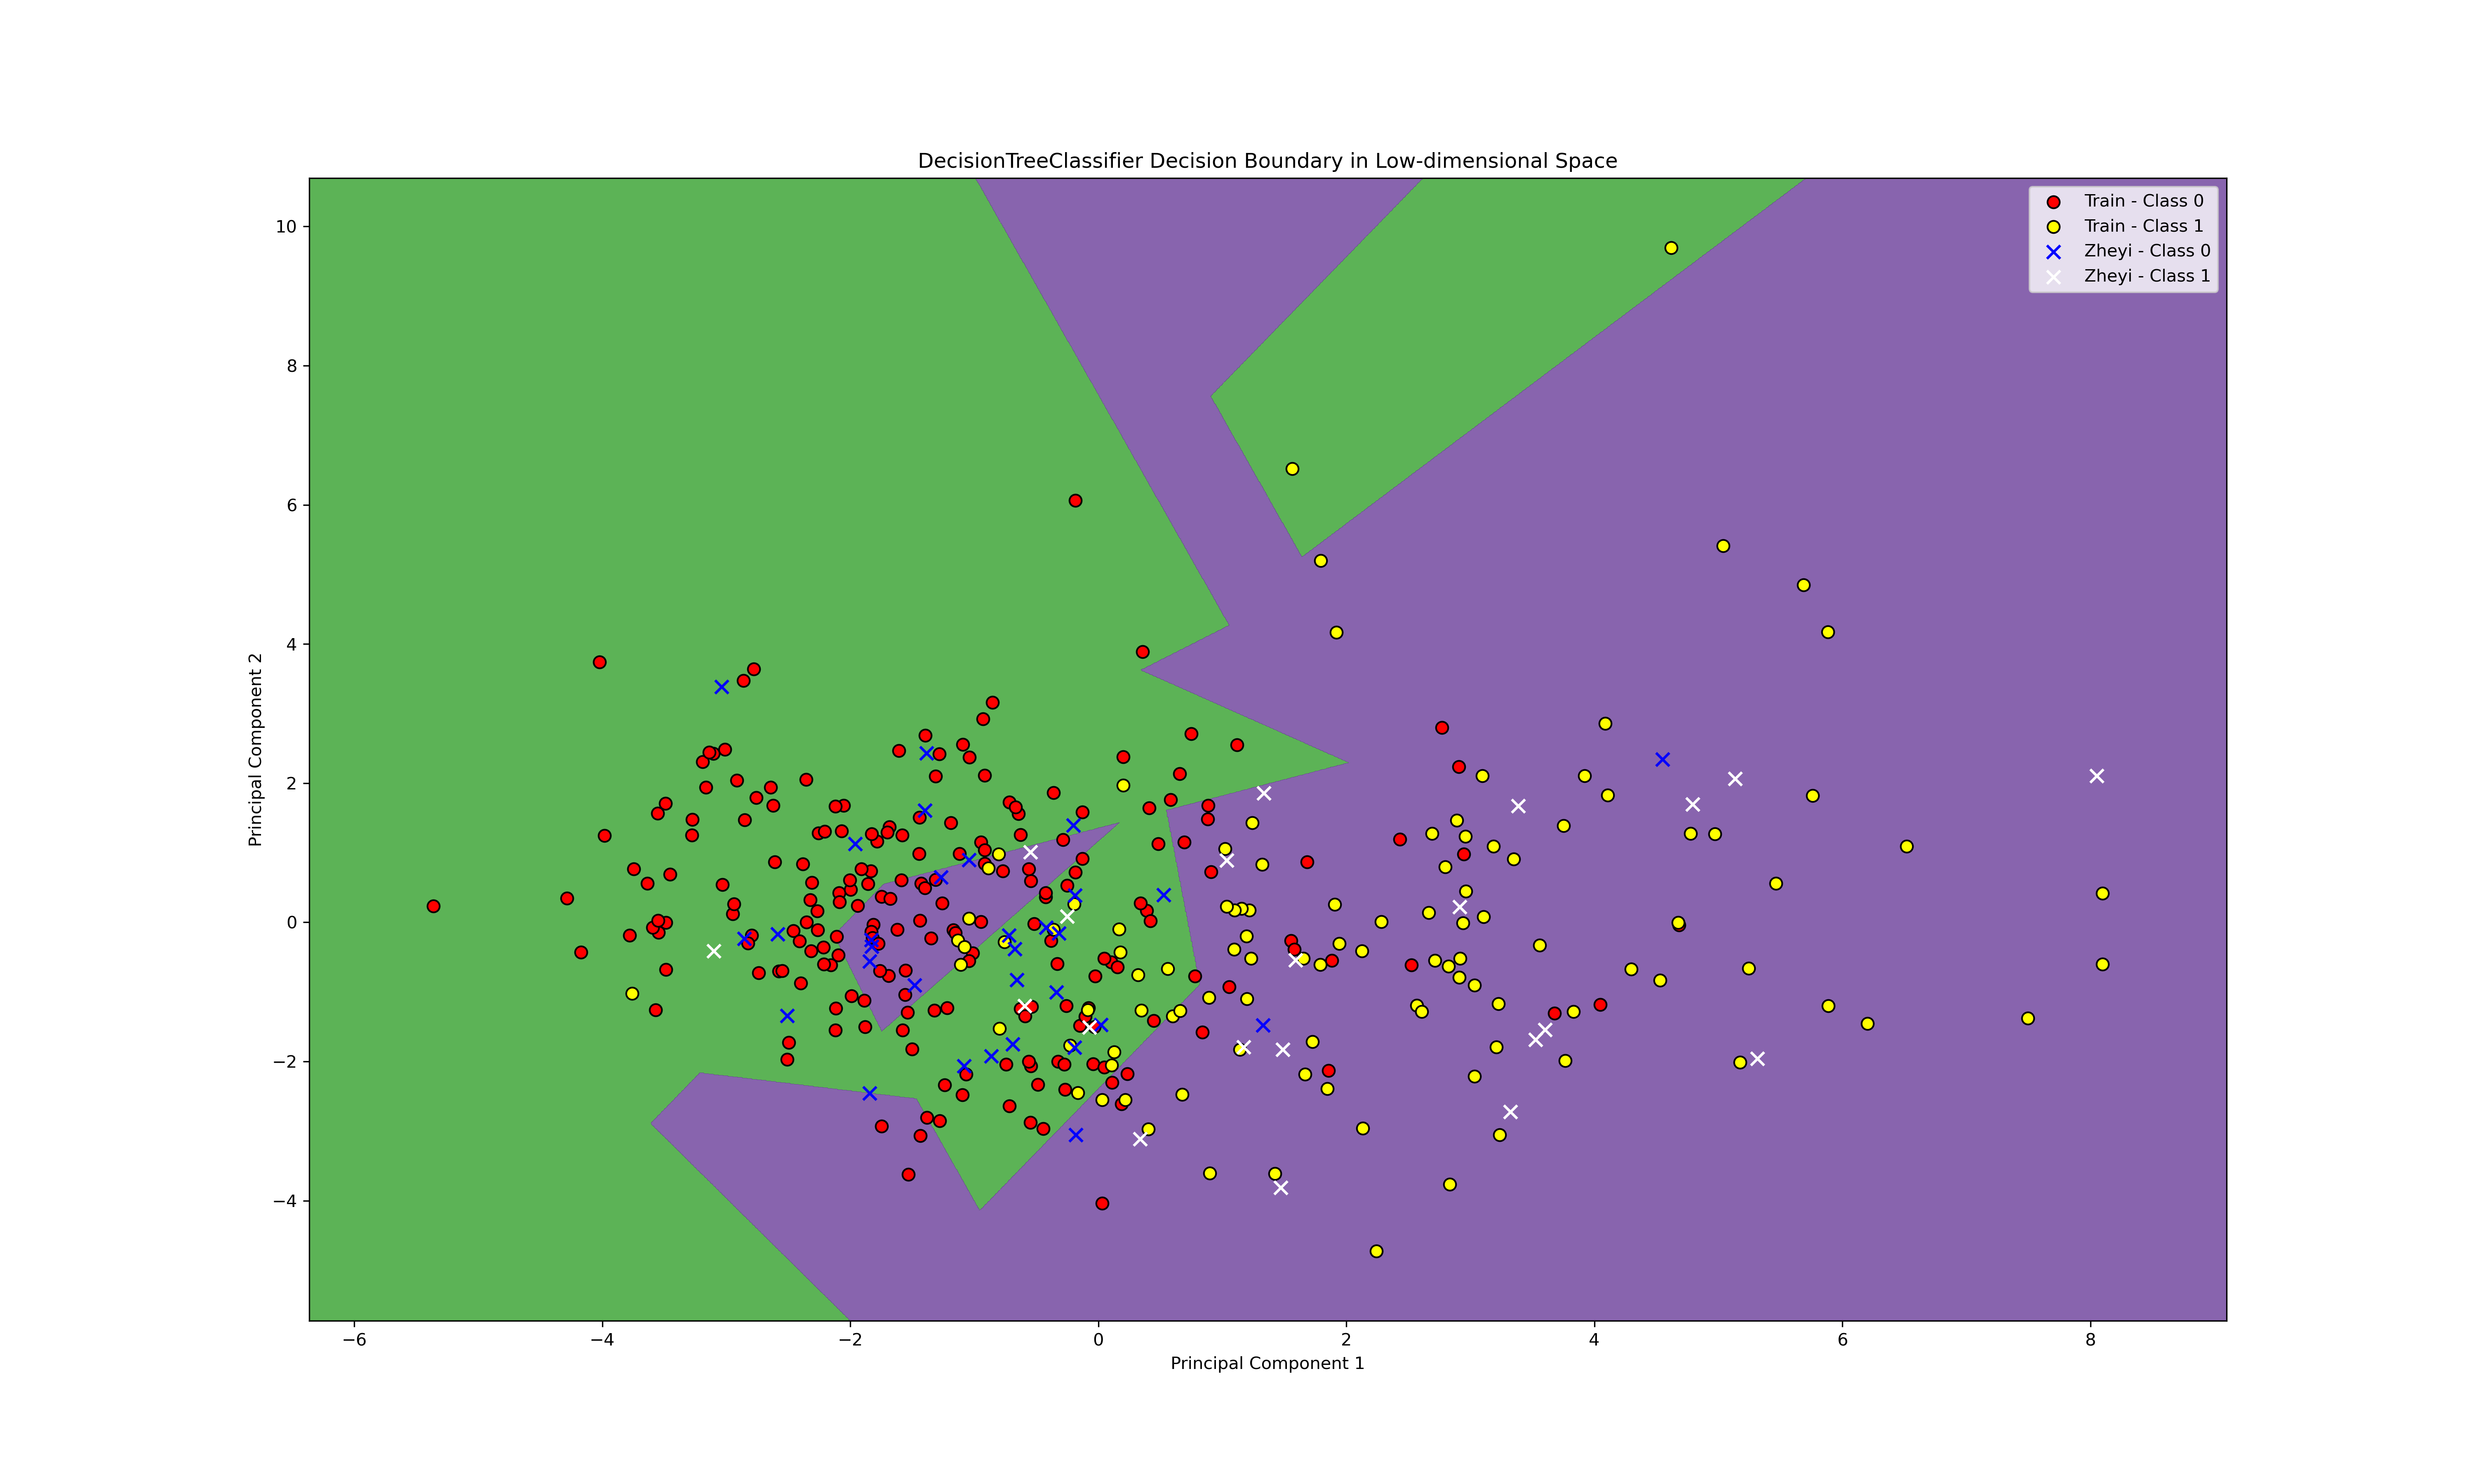 DecisionTreeClassifier Decision Boundary in Low-dimensional Space
Train - Class 0
Train - Class 1
Zheyi - Class 0
Zheyi - Class 1
10
8
6
4
2
0
−2
−4
Principal Component 2
−6 −4 −2 0 2 4 6 8
Principal Component 1